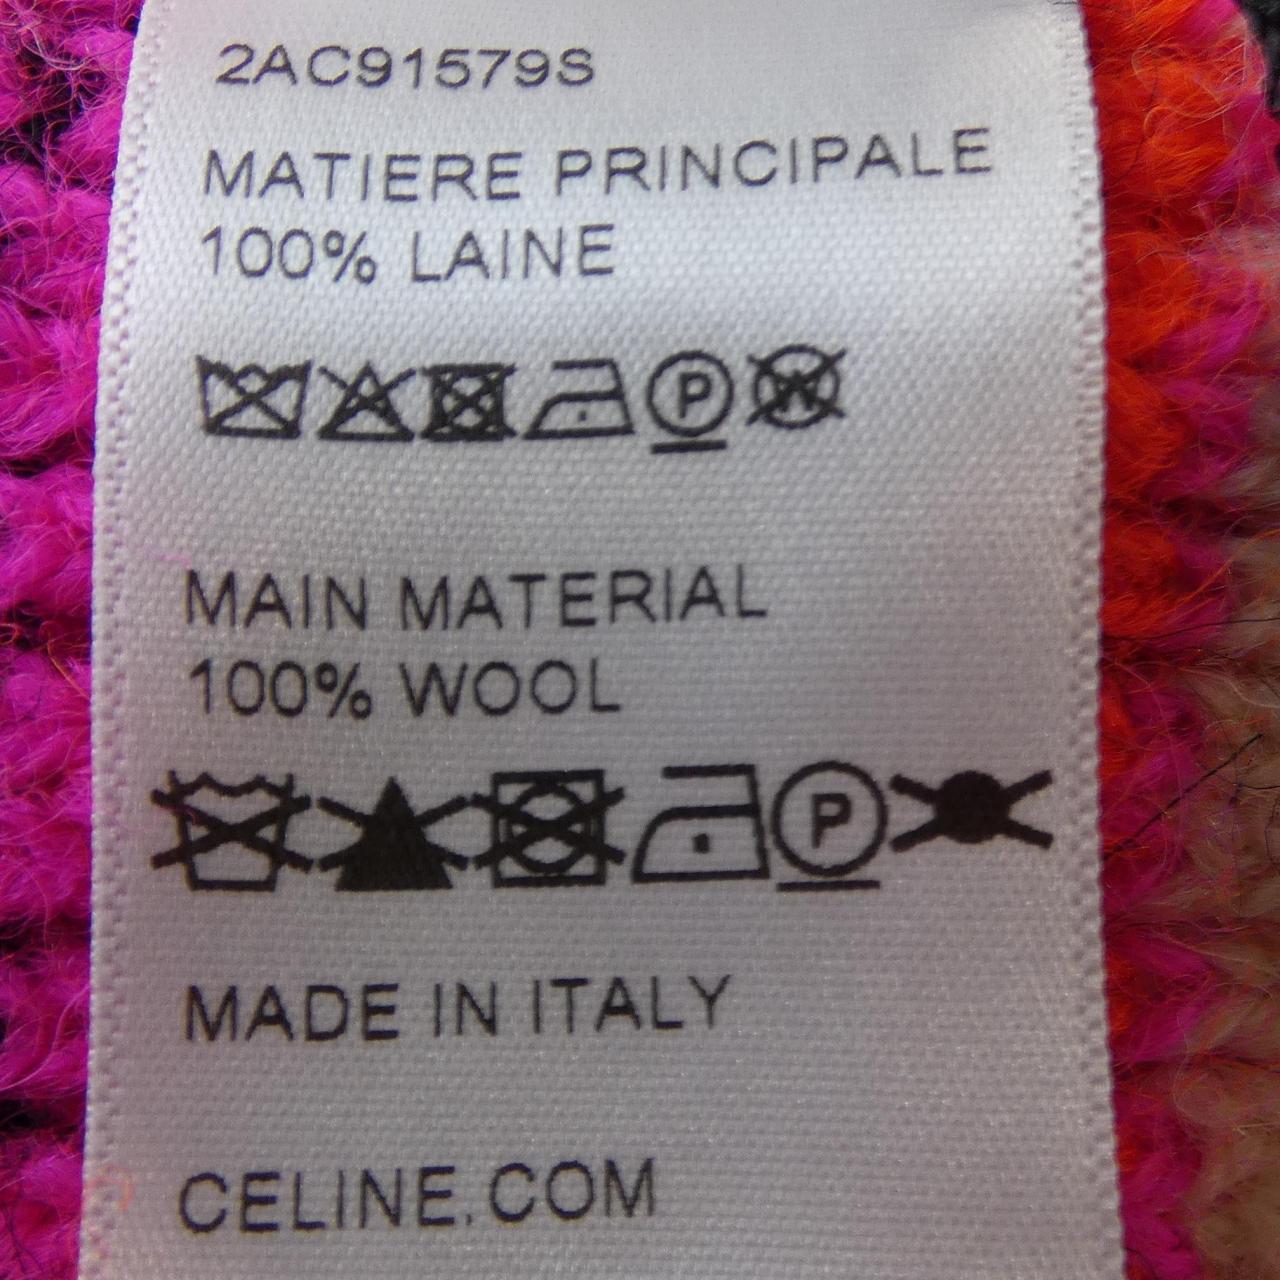 2AC91579S
MATIERE PRINCIPALE
100% LAINE
P W
MAIN MATERIAL
100% WOOL
P
MADE IN ITALY
CELINE.COM